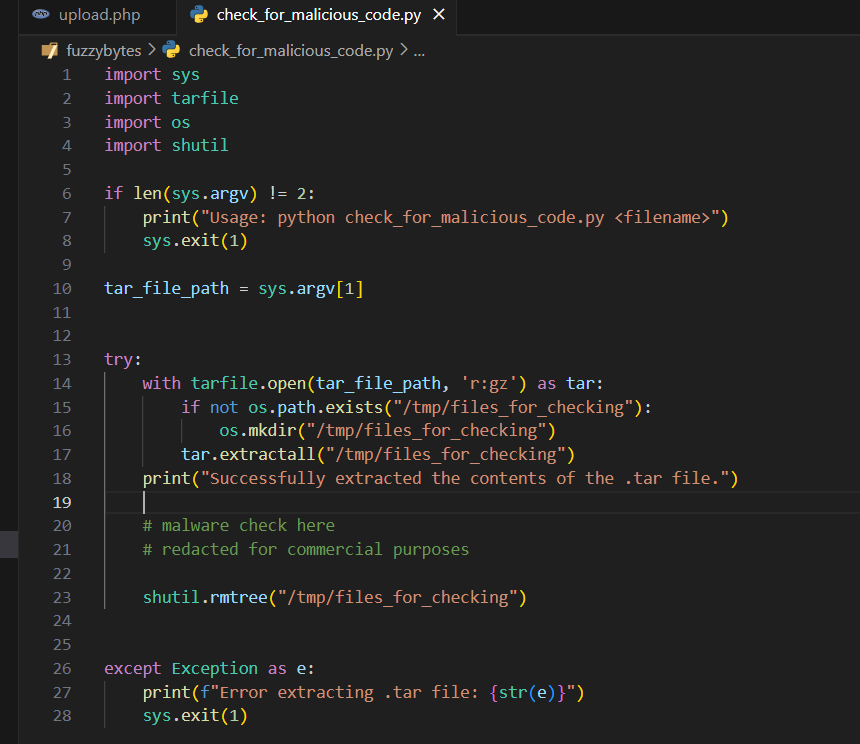 upload.php check_for_malicious_code.py ×
fuzzybytes > check_for_malicious_code.py > ...
1 import sys
2 import tarfile
3 import os
4 import shutil
5
6 if len(sys.argv) != 2:
7     print("Usage: python check_for_malicious_code.py <filename>")
8     sys.exit(1)
9
10 tar_file_path = sys.argv[1]
11
12
13 try:
14     with tarfile.open(tar_file_path, 'r:gz') as tar:
15         if not os.path.exists("/tmp/files_for_checking"):
16             os.mkdir("/tmp/files_for_checking")
17         tar.extractall("/tmp/files_for_checking")
18     print("Successfully extracted the contents of the .tar file.")
19
20     # malware check here
21     # redacted for commercial purposes
22
23     shutil.rmtree("/tmp/files_for_checking")
24
25
26 except Exception as e:
27     print(f"Error extracting .tar file: {str(e)}")
28     sys.exit(1)